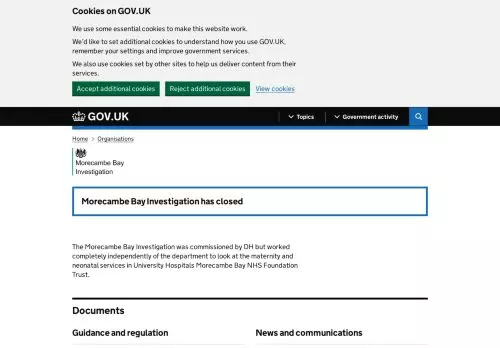 Cookies on GOV.UK
We use some essential cookies to make this website work.
We'd like to set additional cookies to understand how you use GOV.UK,
remember your settings and improve government services.
We also use cookies set by other sites to help us deliver content from their
services.
Accept additional cookies Reject additional cookies View cookies
GOV.UK Topics Government activity
Home Organisations
Morecambe Bay
Investigation
Morecambe Bay Investigation has closed
The Morecambe Bay Investigation was commissioned by DH but worked
completely independently of the department to look at the maternity and
neonatal services in University Hospitals Morecambe Bay NHS Foundation
Trust.
Documents
Guidance and regulation News and communications